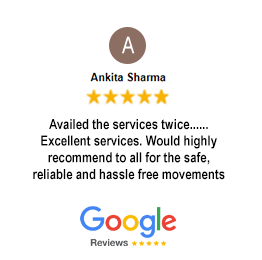 A
Ankita Sharma
Availed the services twice......
Excellent services. Would highly
recommend to all for the safe,
reliable and hassle free movements
Google
Reviews